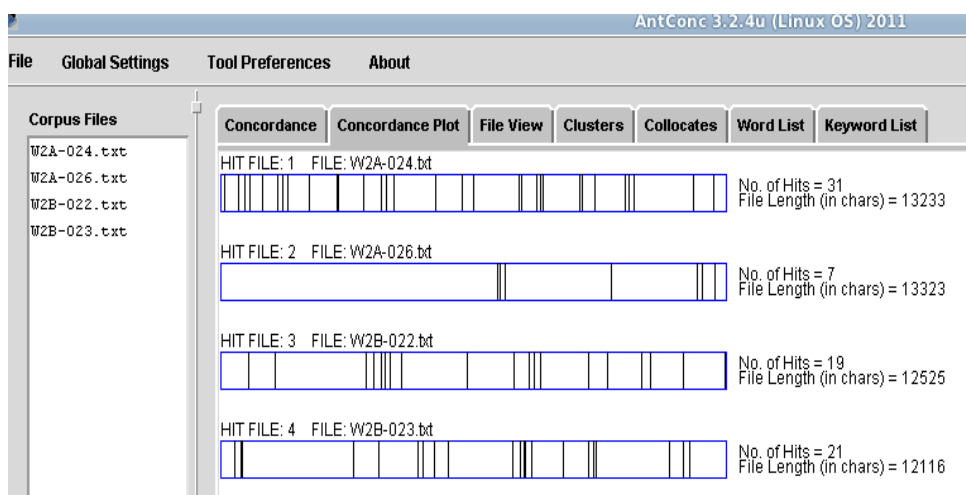 AntConc 3.2.4u (Linux OS) 2011
File Global Settings Tool Preferences About
Corpus Files
W2A-024.txt
W2A-026.txt
W2B-022.txt
W2B-023.txt
Concordance Concordance Plot File View Clusters Collocates Word List Keyword List
HIT FILE: 1 FILE: W2A-024.txt
No. of Hits = 31
File Length (in chars) = 13233
HIT FILE: 2 FILE: W2A-026.txt
No. of Hits = 7
File Length (in chars) = 13323
HIT FILE: 3 FILE: W2B-022.txt
No. of Hits = 19
File Length (in chars) = 12525
HIT FILE: 4 FILE: W2B-023.txt
No. of Hits = 21
File Length (in chars) = 12116